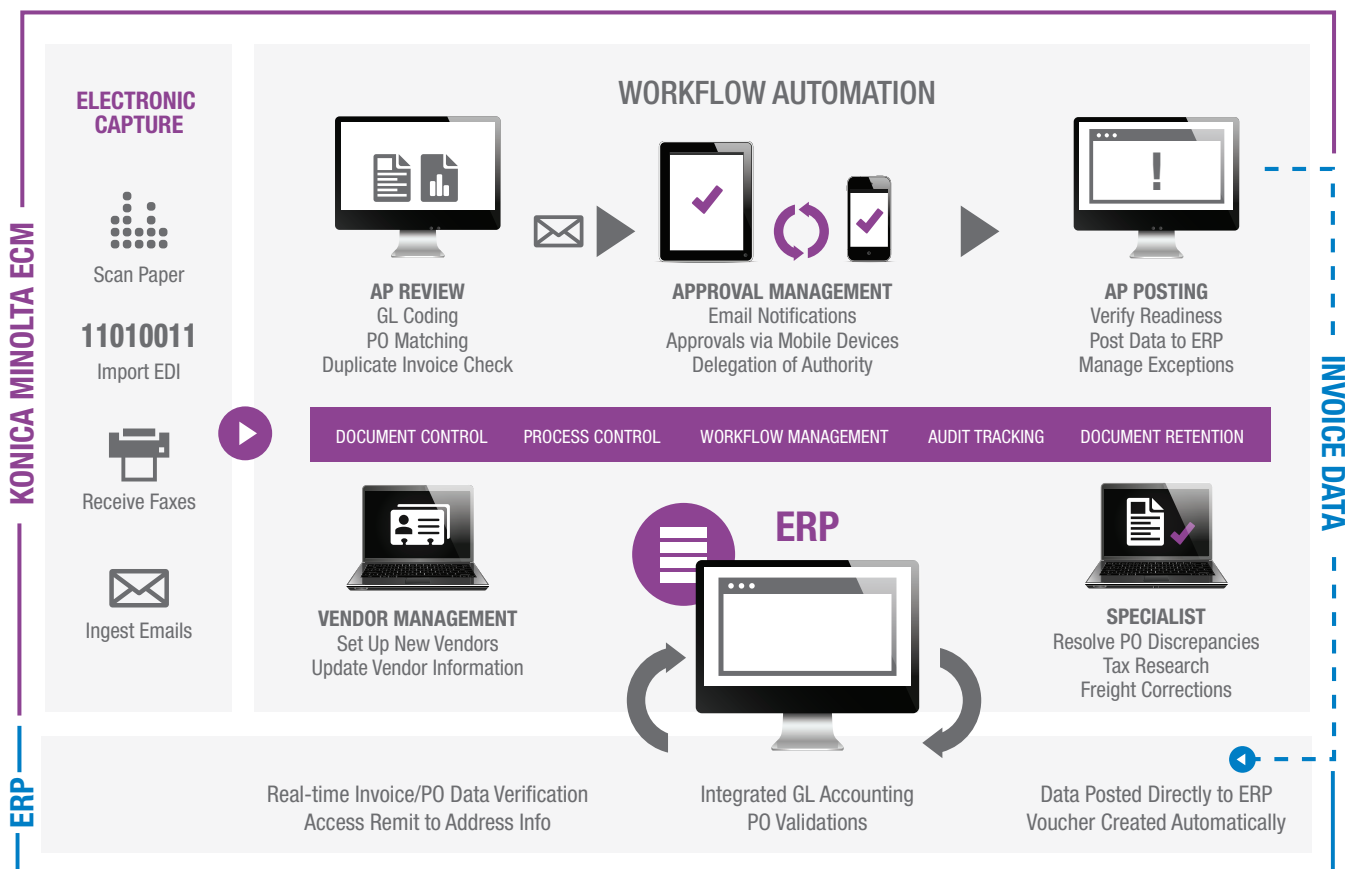 KONICA MINOLTA ECM
ERP
ELECTRONIC
CAPTURE
Scan Paper
11010011
Import EDI
Receive Faxes
Ingest Emails
WORKFLOW AUTOMATION
AP REVIEW
GL Coding
PO Matching
Duplicate Invoice Check
APPROVAL MANAGEMENT
Email Notifications
Approvals via Mobile Devices
Delegation of Authority
!
AP POSTING
Verify Readiness
Post Data to ERP
Manage Exceptions
DOCUMENT CONTROL PROCESS CONTROL WORKFLOW MANAGEMENT AUDIT TRACKING DOCUMENT RETENTION
VENDOR MANAGEMENT
Set Up New Vendors
Update Vendor Information
ERP
SPECIALIST
Resolve PO Discrepancies
Tax Research
Freight Corrections
INVOICE DATA
Real-time Invoice/PO Data Verification
Access Remit to Address Info
Integrated GL Accounting
PO Validations
Data Posted Directly to ERP
Voucher Created Automatically